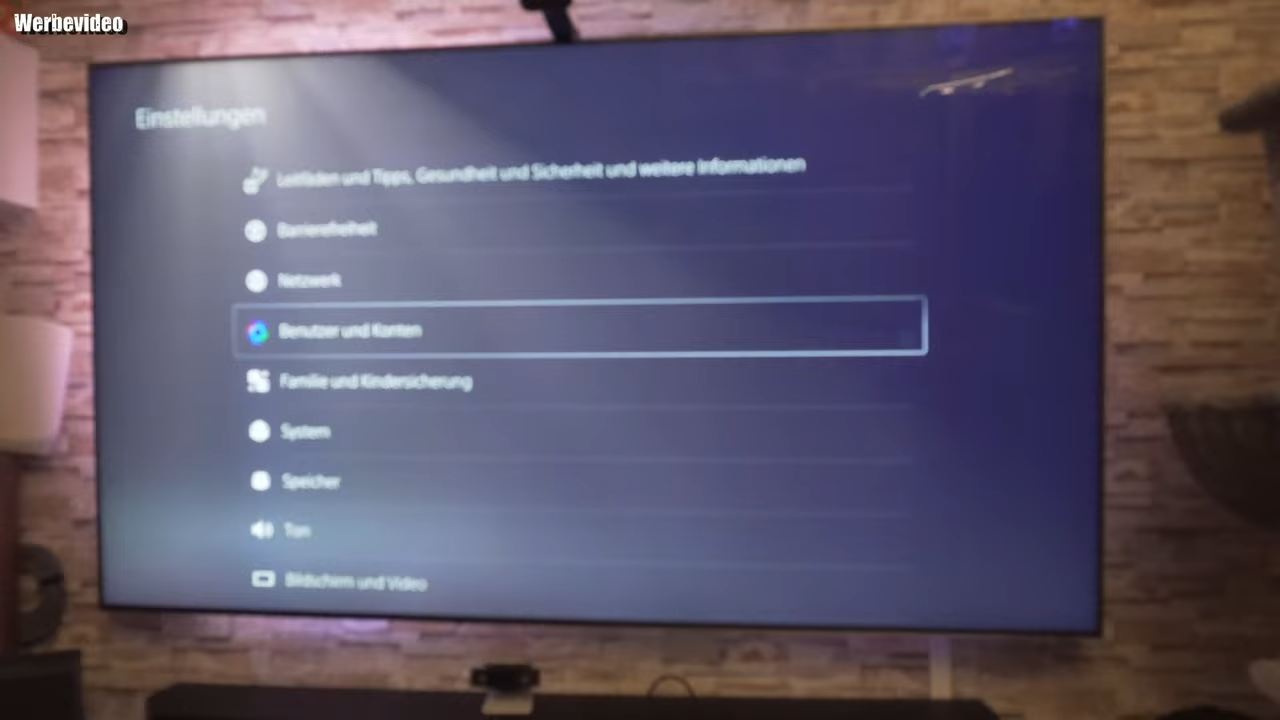 Werbevideo
Einstellungen
Leitfäden und Tipps, Gesundheit und Sicherheit und weitere Informationen
Barrierefreiheit
Netzwerk
Benutzer und Konten
Familie und Kindersicherung
System
Speicher
Ton
Bildschirm und Video